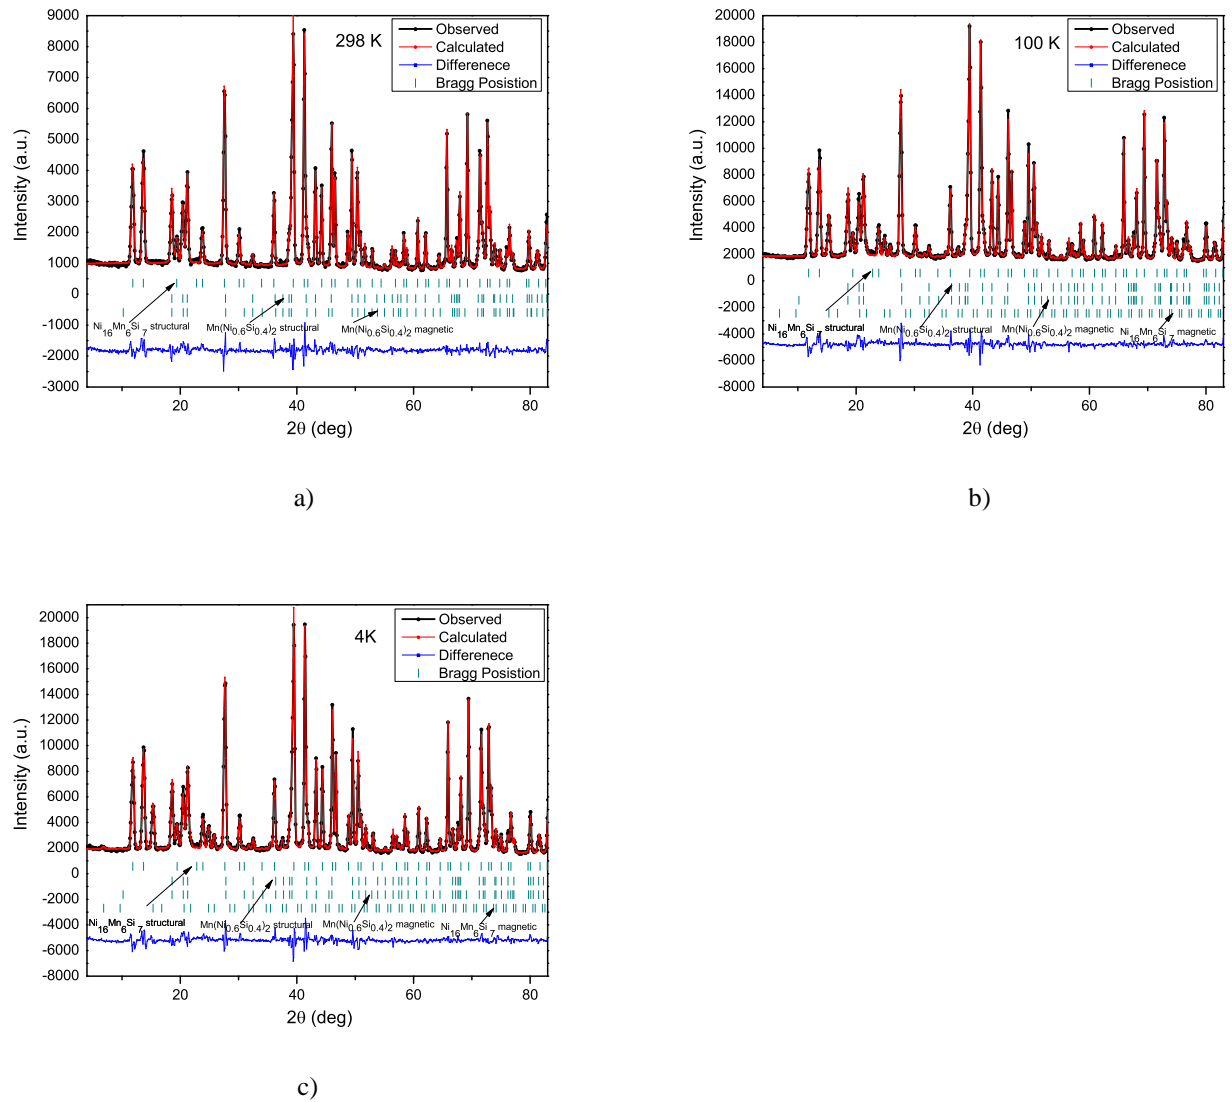 298 K
Observed
Calculated
Differenece
Bragg Posistion
9000
8000
7000
6000
5000
4000
3000
2000
1000
0
-1000
-2000
-3000
Intensity (a.u.)
Ni16Mn6Si7 structural
Mn(Ni0.6Si0.4)2 structural
Mn(Ni0.6Si0.4)2 magnetic
20 40 60 80
2θ (deg)
a)
100 K
Observed
Calculated
Differenece
Bragg Posistion
20000
18000
16000
14000
12000
10000
8000
6000
4000
2000
0
-2000
-4000
-6000
-8000
Intensity (a.u.)
Ni16Mn6Si7 structural
Mn(Ni0.6Si0.4)2 structural
Mn(Ni0.6Si0.4)2 magnetic
Ni16Mn6Si7 magnetic
20 40 60 80
2θ (deg)
b)
4K
Observed
Calculated
Differenece
Bragg Posistion
20000
18000
16000
14000
12000
10000
8000
6000
4000
2000
0
-2000
-4000
-6000
-8000
Intensity (a.u.)
Ni16Mn6Si7 structural
Mn(Ni0.6Si0.4)2 structural
Mn(Ni0.6Si0.4)2 magnetic
Ni16Mn6Si7 magnetic
20 40 60 80
2θ (deg)
c)